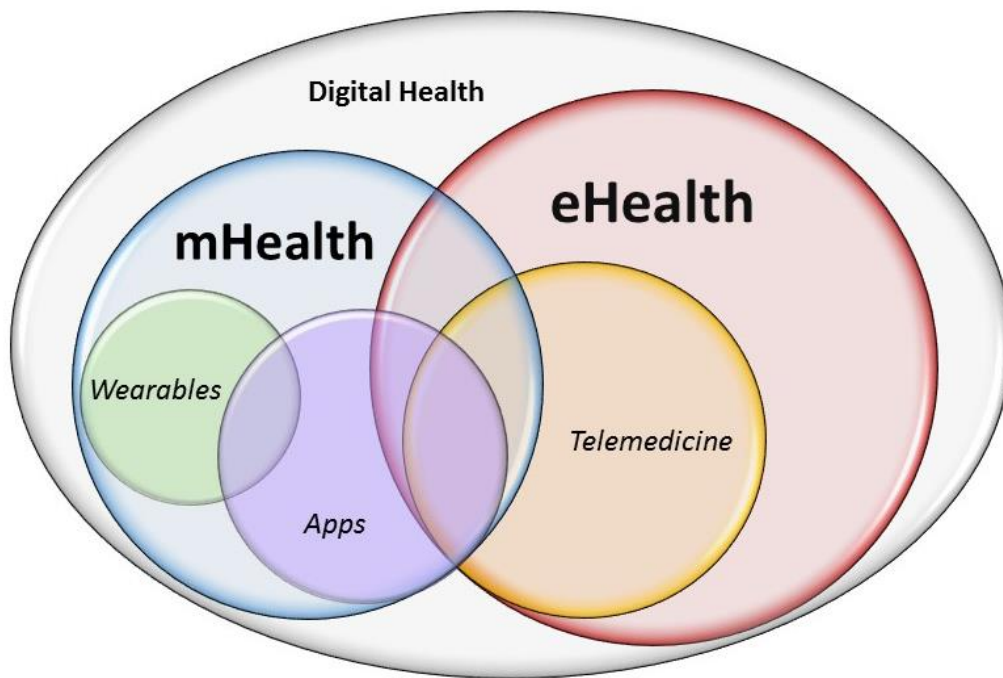 Digital Health
eHealth
mHealth
Wearables
Telemedicine
Apps